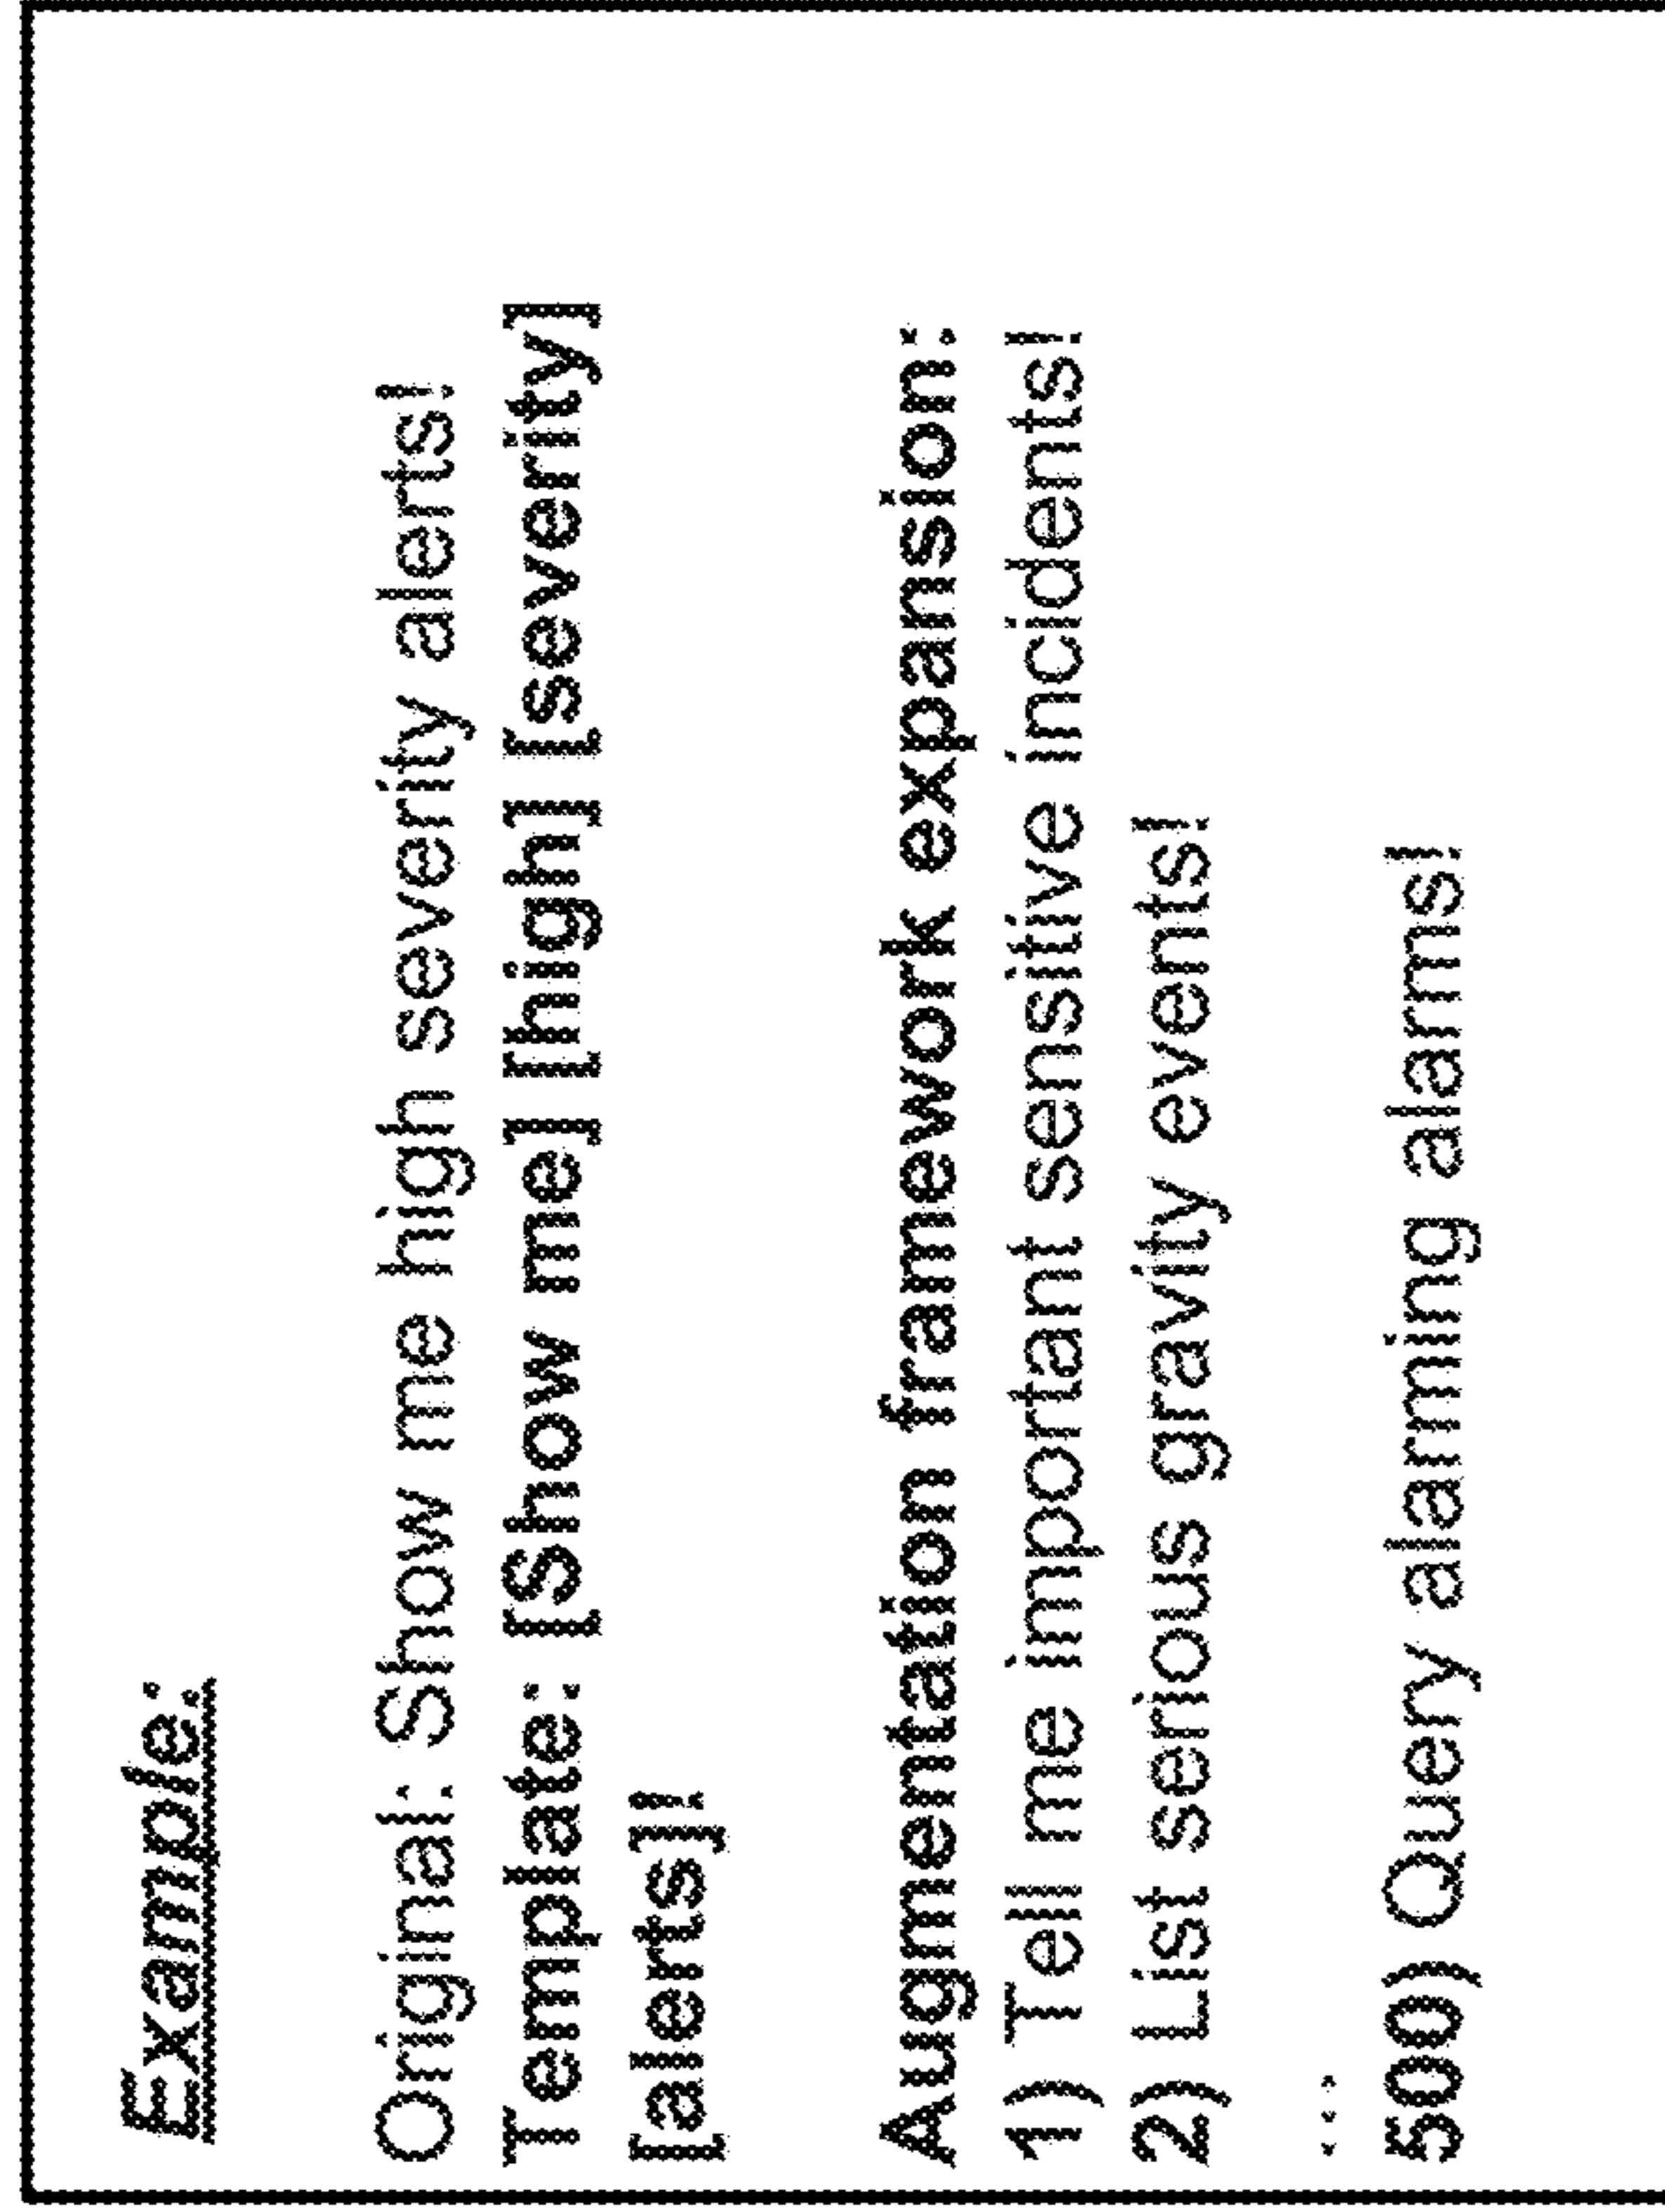 Example:
Original: Show me high severity alerts!
Template: [Show me] [high] [severity]
[alerts]!
Augmentation framework expansion:
1) Tell me important sensitive incidents!
2) List serious gravity events!
...
500) Query alarming alarms!